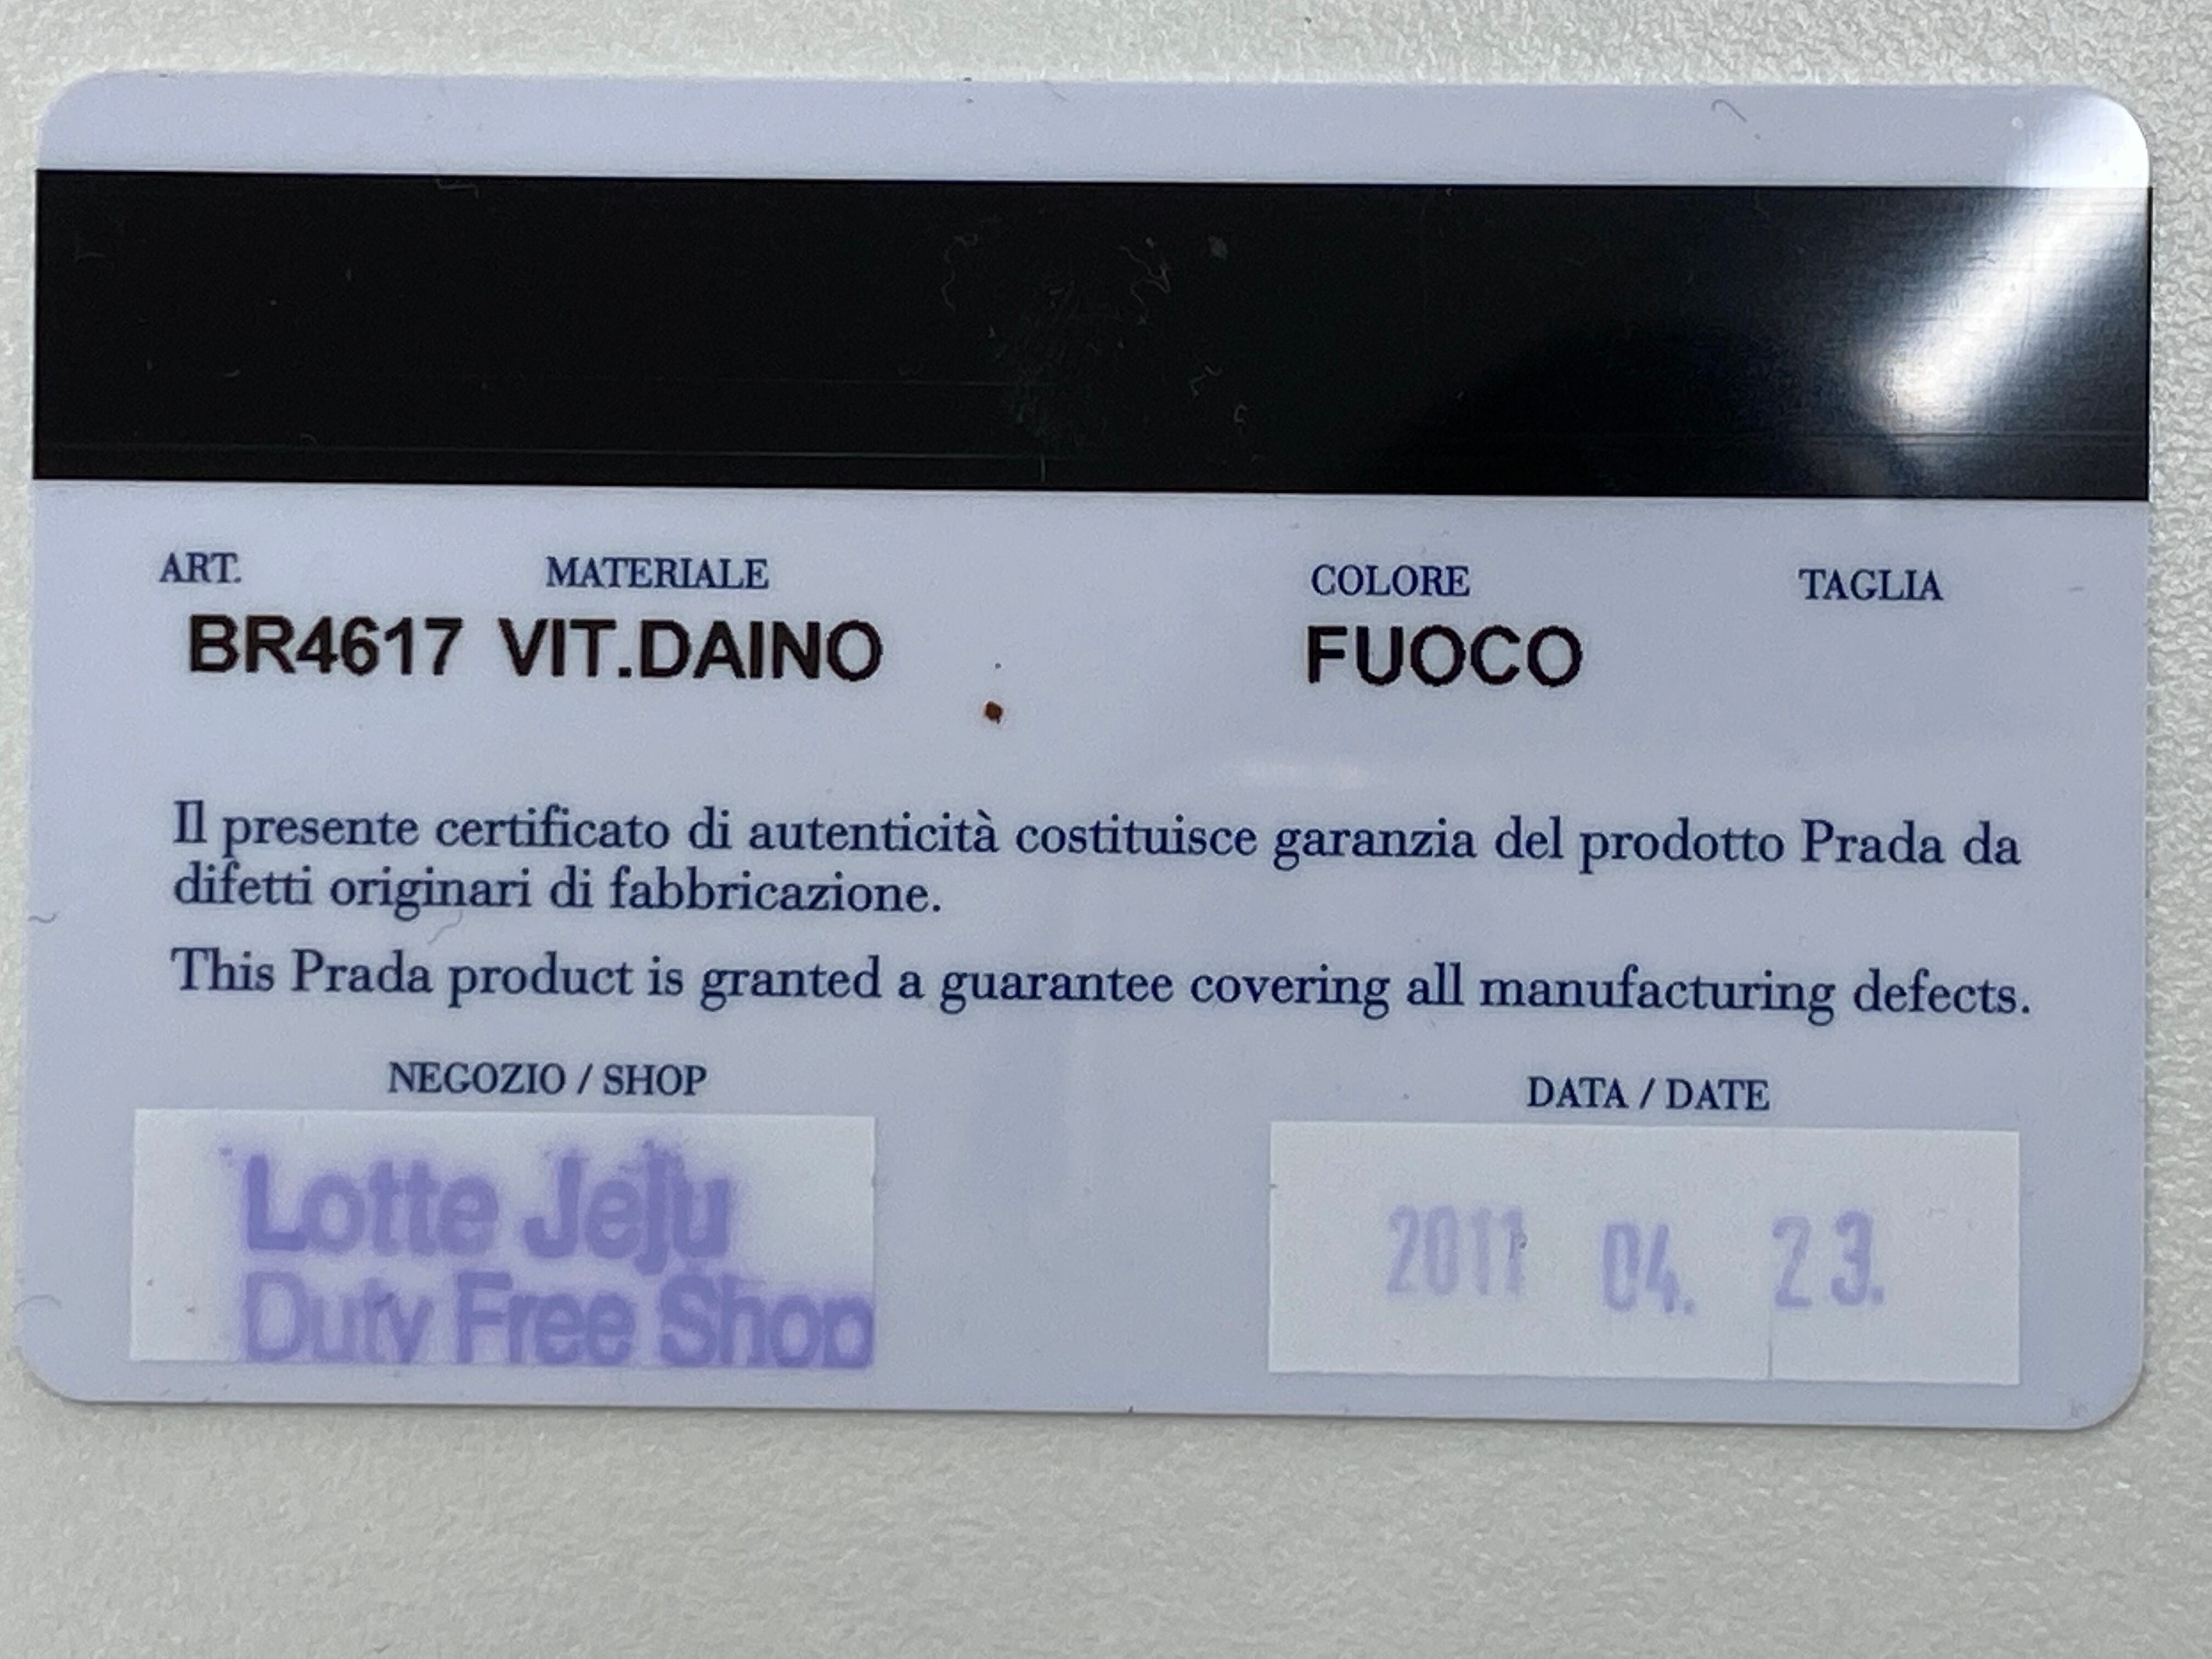 ART. MATERIALE COLORE TAGLIA
BR4617 VIT.DAINO FUOCO
Il presente certificato di autenticità costituisce garanzia del prodotto Prada da
difetti originari di fabbricazione.
This Prada product is granted a guarantee covering all manufacturing defects.
NEGOZIO / SHOP DATA / DATE
Lotte Jeju
Duty Free Shop
2011 04. 23.